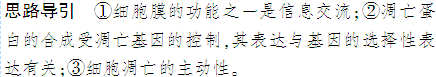 思路导引 ①细胞膜的功能之一是信息交流;②凋亡蛋
白的合成受凋亡基因的控制,其表达与基因的选择性表
达有关;③细胞凋亡的主动性。